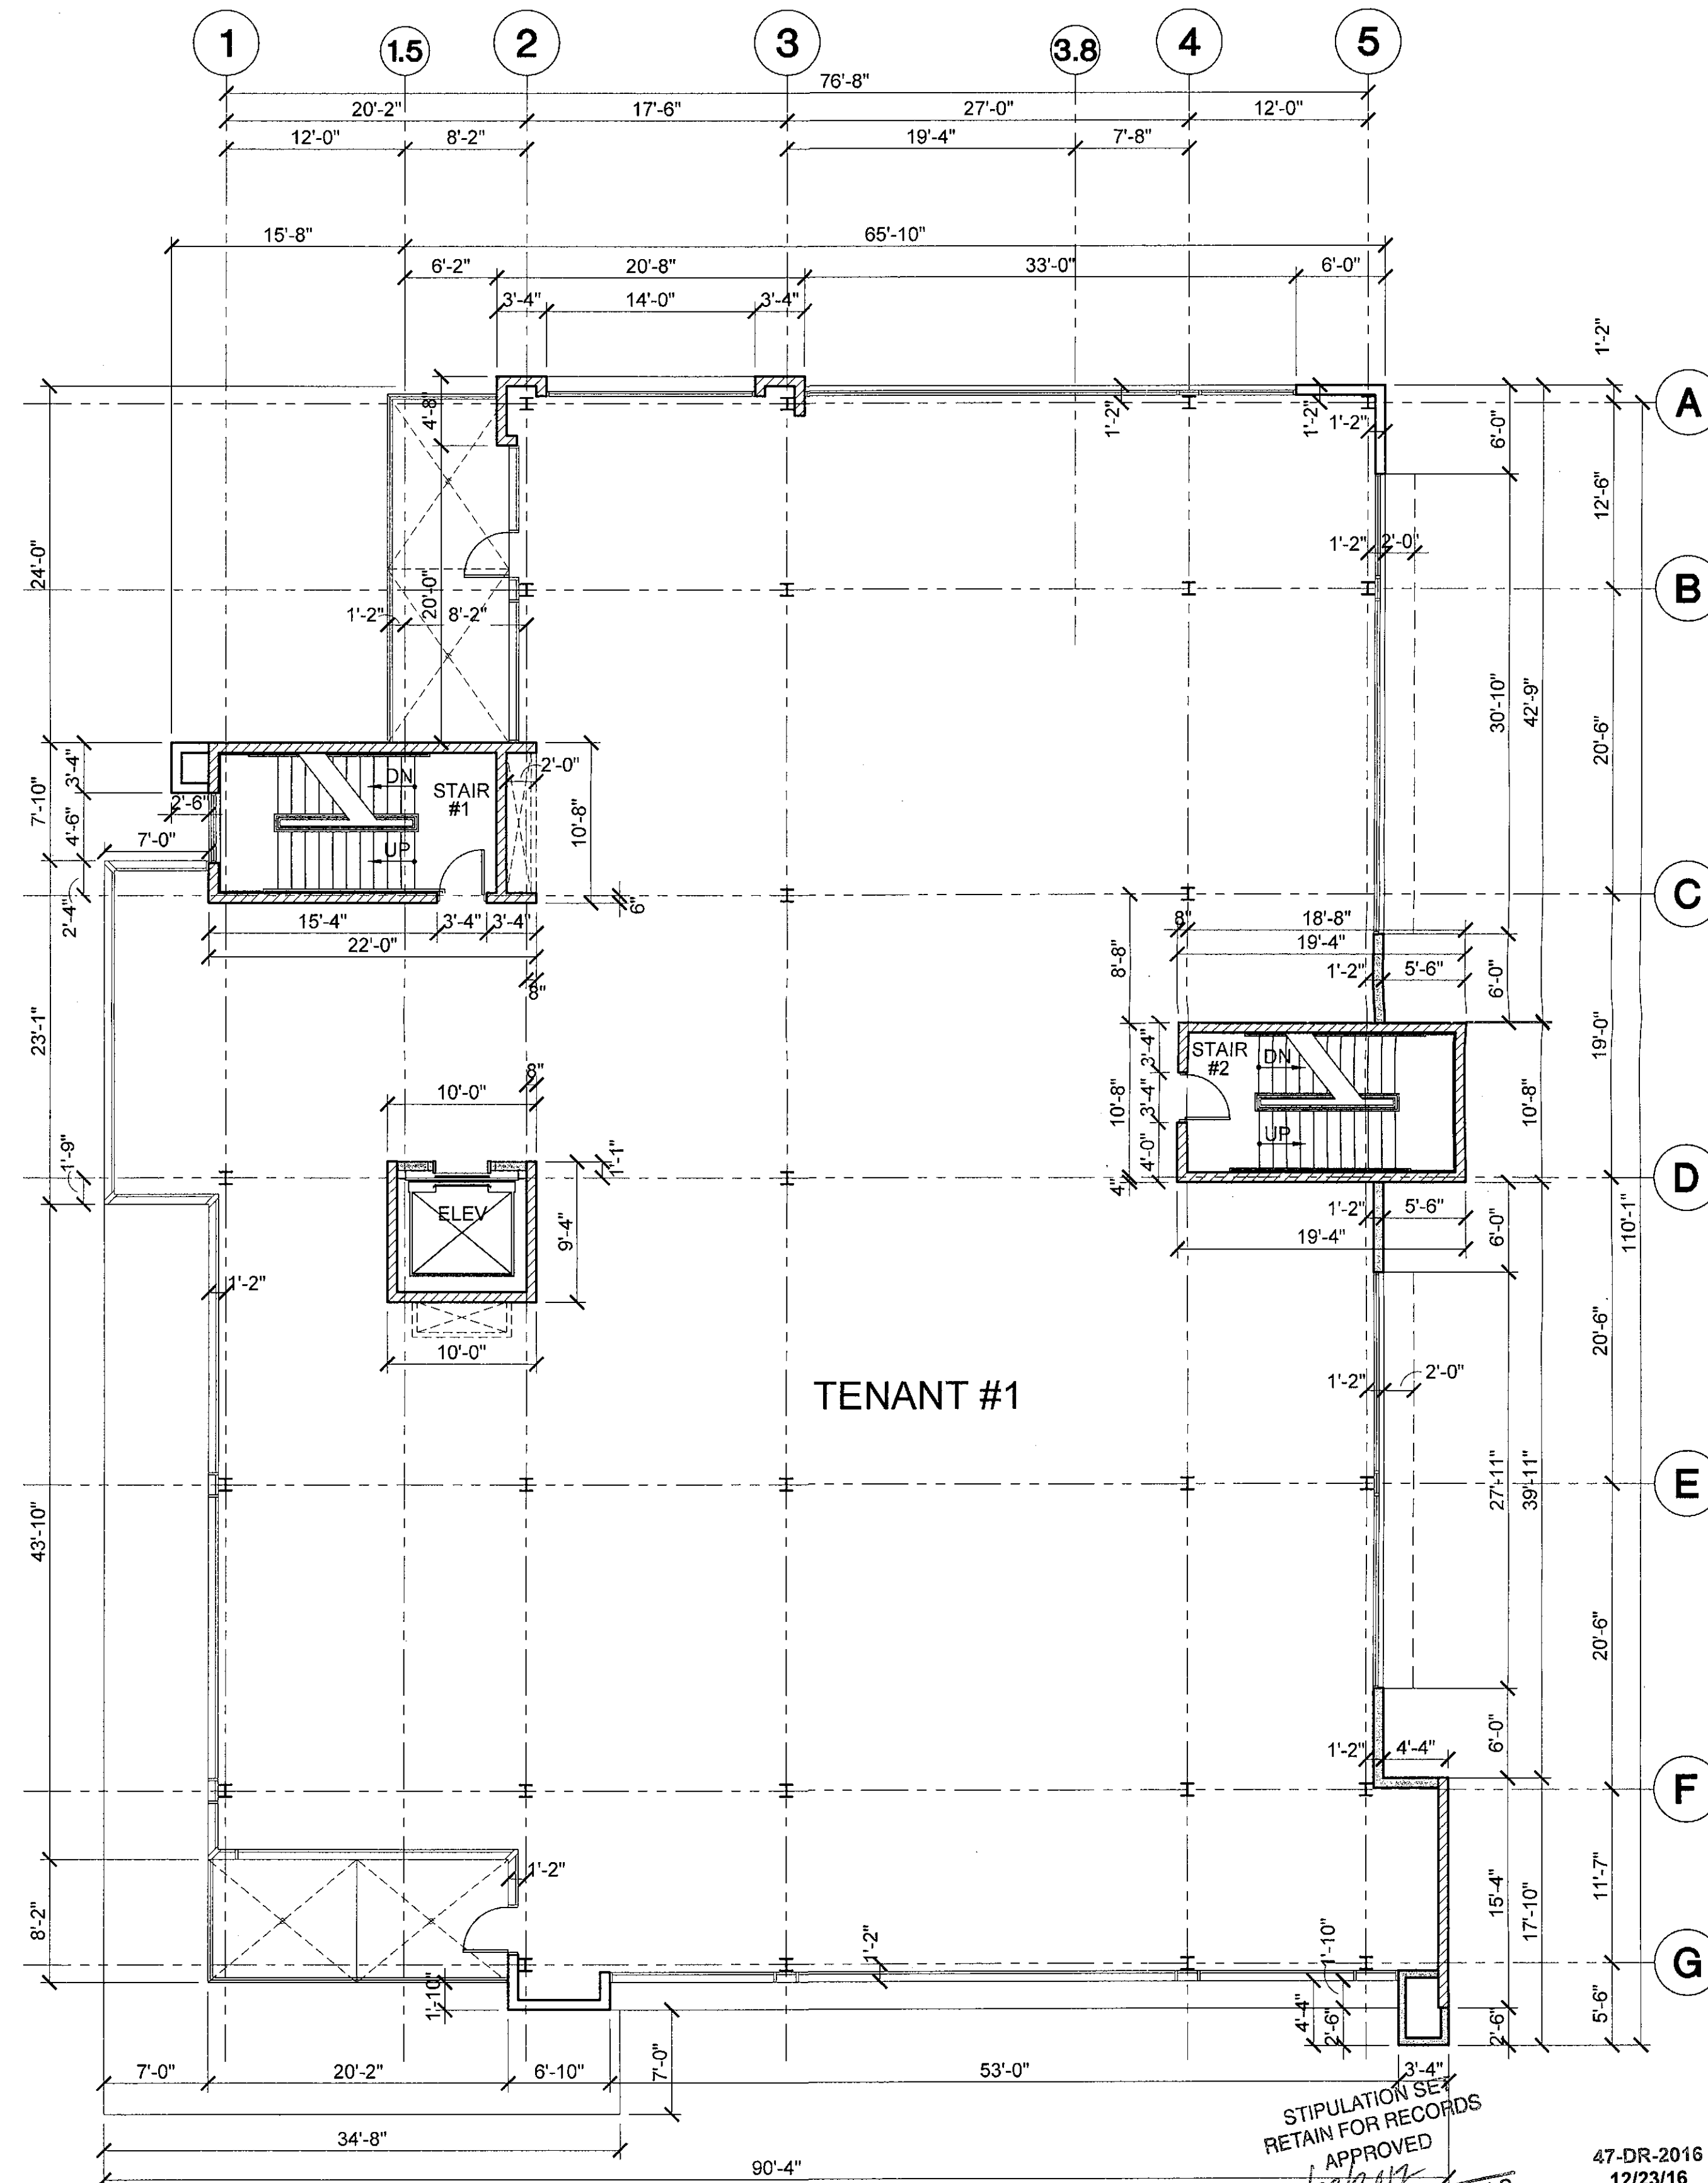 1 1.5 2 3 3.8 4 5
76'-8"
20'-2" 17'-6" 27'-0" 12'-0"
12'-0" 8'-2" 19'-4" 7'-8"
15'-8" 65'-10"
6'-2" 20'-8" 33'-0" 6'-0"
3'-4" 14'-0" 3'-4"
1'-2"
A
4'-8" 1'-2" 1'-2" 1'-2" 6'-0"
12'-6"
24'-0" 1'-2" 2'-0"
B
1'-2" 20'-0" 8'-2"
30'-10" 42'-9" 20'-6"
3'-4" DN STAIR 2'-0"
#1
7'-10" 2'-6" 10'-8"
4'-6" 7'-0" UP
C
2'-4" 6"
15'-4" 3'-4" 3'-4" 8" 18'-8"
22'-0" 19'-4"
8'-8" 1'-2" 5'-6" 6'-0"
8"
23'-1" 19'-0"
3'-4" STAIR DN
#2
8"
10'-0" 10'-8" 3'-4" 10'-8"
UP
1'-9" 1'-1" 4'-0"
D
4"
ELEV 9'-4" 1'-2" 5'-6" 6'-0" 110'-1"
19'-4"
1'-2"
20'-6"
10'-0" 1'-2" 2'-0"
TENANT #1
E
43'-10" 27'-11" 39'-11"
20'-6"
1'-2" 4'-4" 6'-0"
F
1'-2"
8'-2" 15'-4" 17'-10" 11'-7"
1'-2" 1'-10"
G
1'-10" 4'-4" 2'-6" 2'-6" 5'-6"
7'-0" 20'-2" 6'-10" 7'-0" 53'-0" 3'-4"
STIPULATION SET
RETAIN FOR RECORDS
APPROVED
34'-8"
90'-4"
47-DR-2016
12/23/16